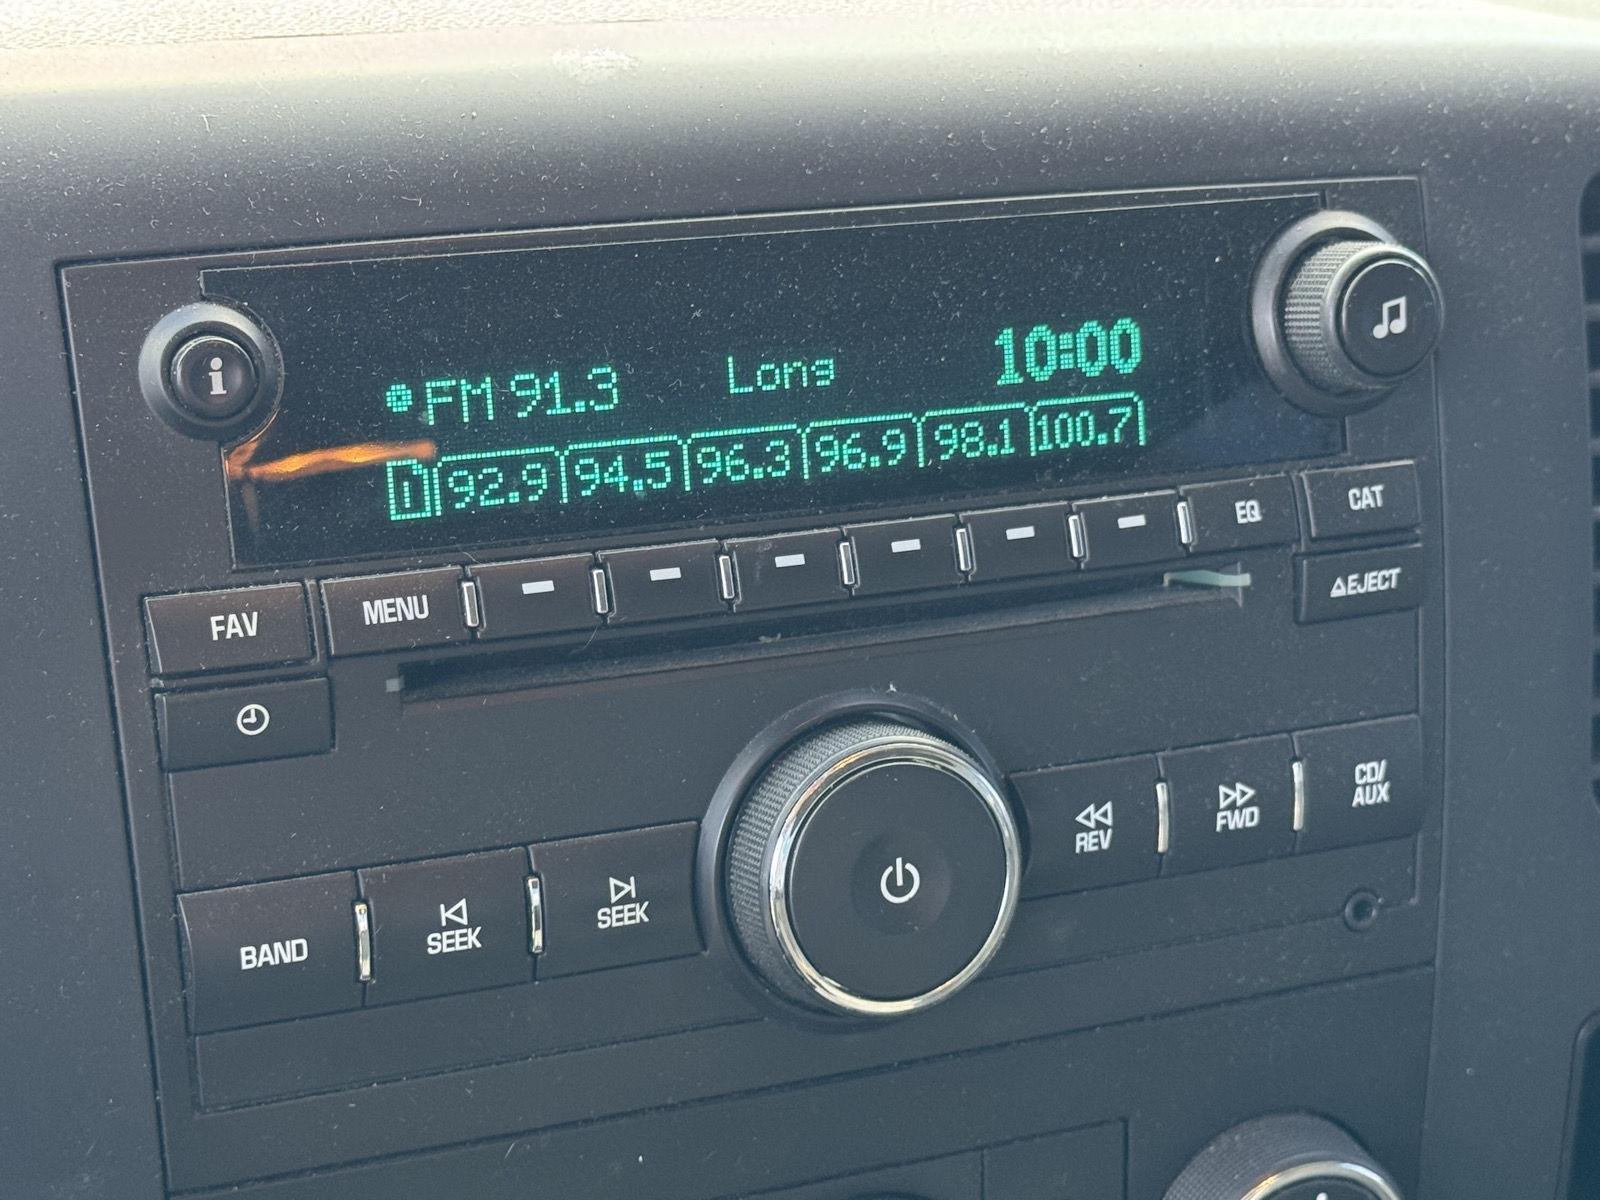 FM 91.3 Long 10:00
1 92.9 94.5 96.3 96.9 98.1 100.7
i
FAV MENU EQ CAT
EJECT
BAND SEEK SEEK REV FWD CD/
AUX